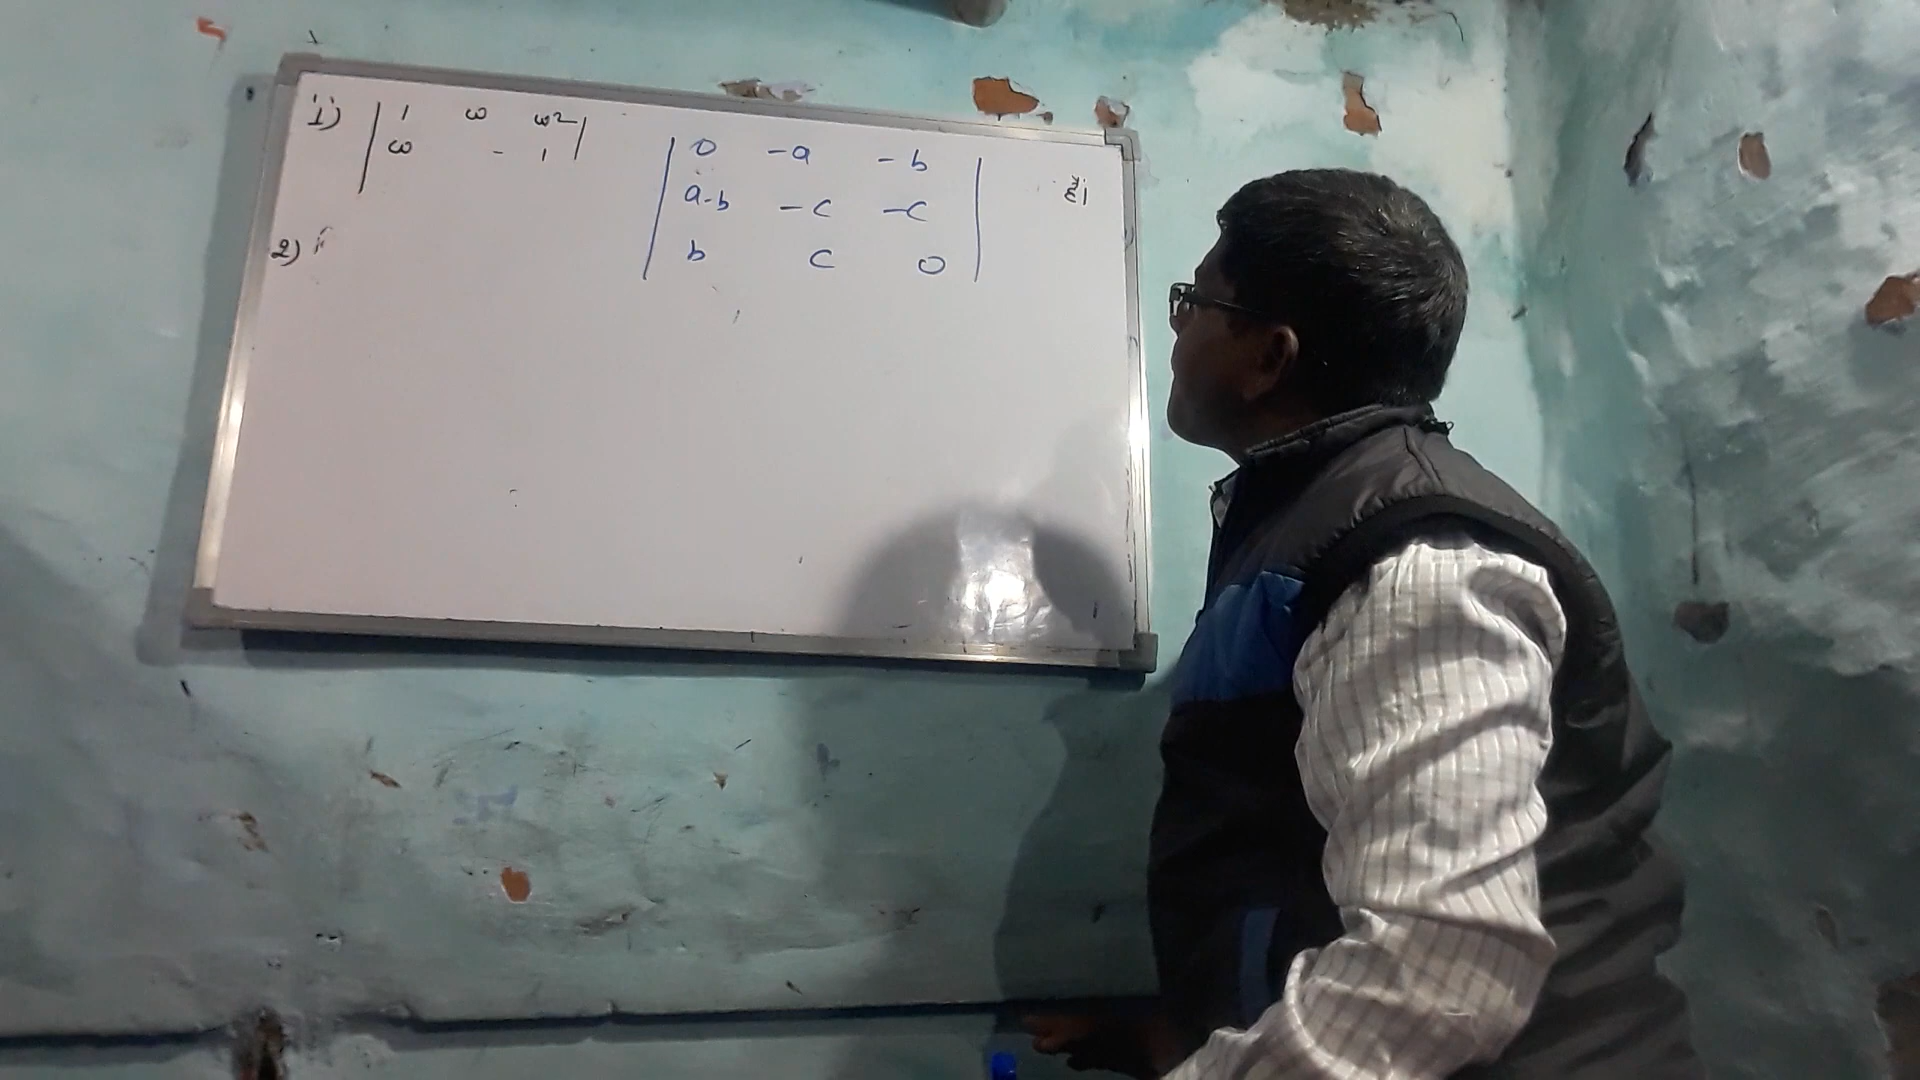 1) | 1 ω ω2 |
| ω - 1 |
2)
| 0 -a -b |
| a-b -c -c |
| b c 0 |